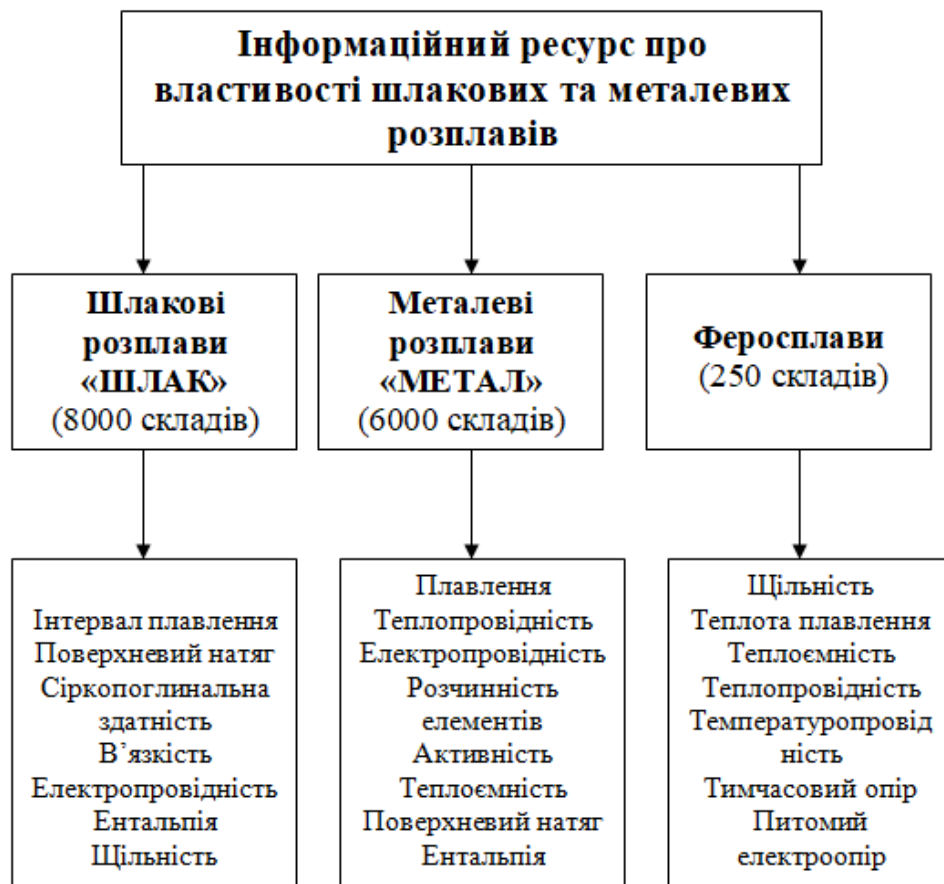 Інформаційний ресурс про
властивості шлакових та металевих
розплавів
Шлакові
розплави
«ШЛАК»
(8000 складів)
Металеві
розплави
«МЕТАЛ»
(6000 складів)
Феросплави
(250 складів)
Інтервал плавлення
Поверхневий натяг
Сіркопоглинальна
здатність
В’язкість
Електропровідність
Ентальпія
Щільність
Плавлення
Теплопровідність
Електропровідність
Розчинність
елементів
Активність
Теплоємність
Поверхневий натяг
Ентальпія
Щільність
Теплота плавлення
Теплоємність
Теплопровідність
Температуропровід
ність
Тимчасовий опір
Питомий
електроопір